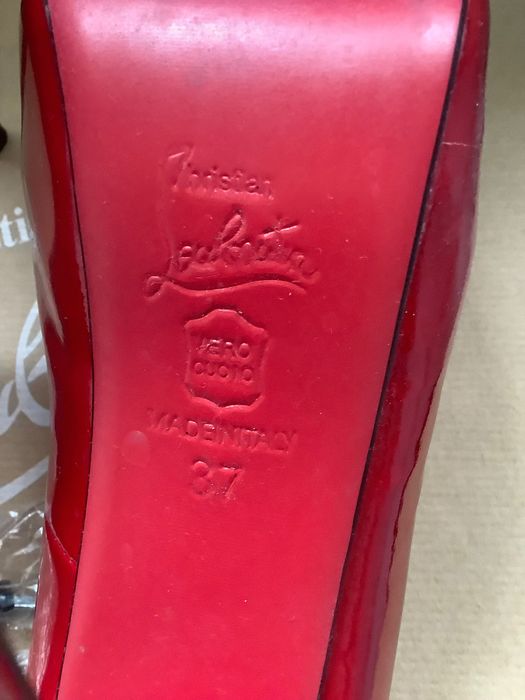 Christian
Louboutin
VERO
CUOIO
MADE IN ITALY
37